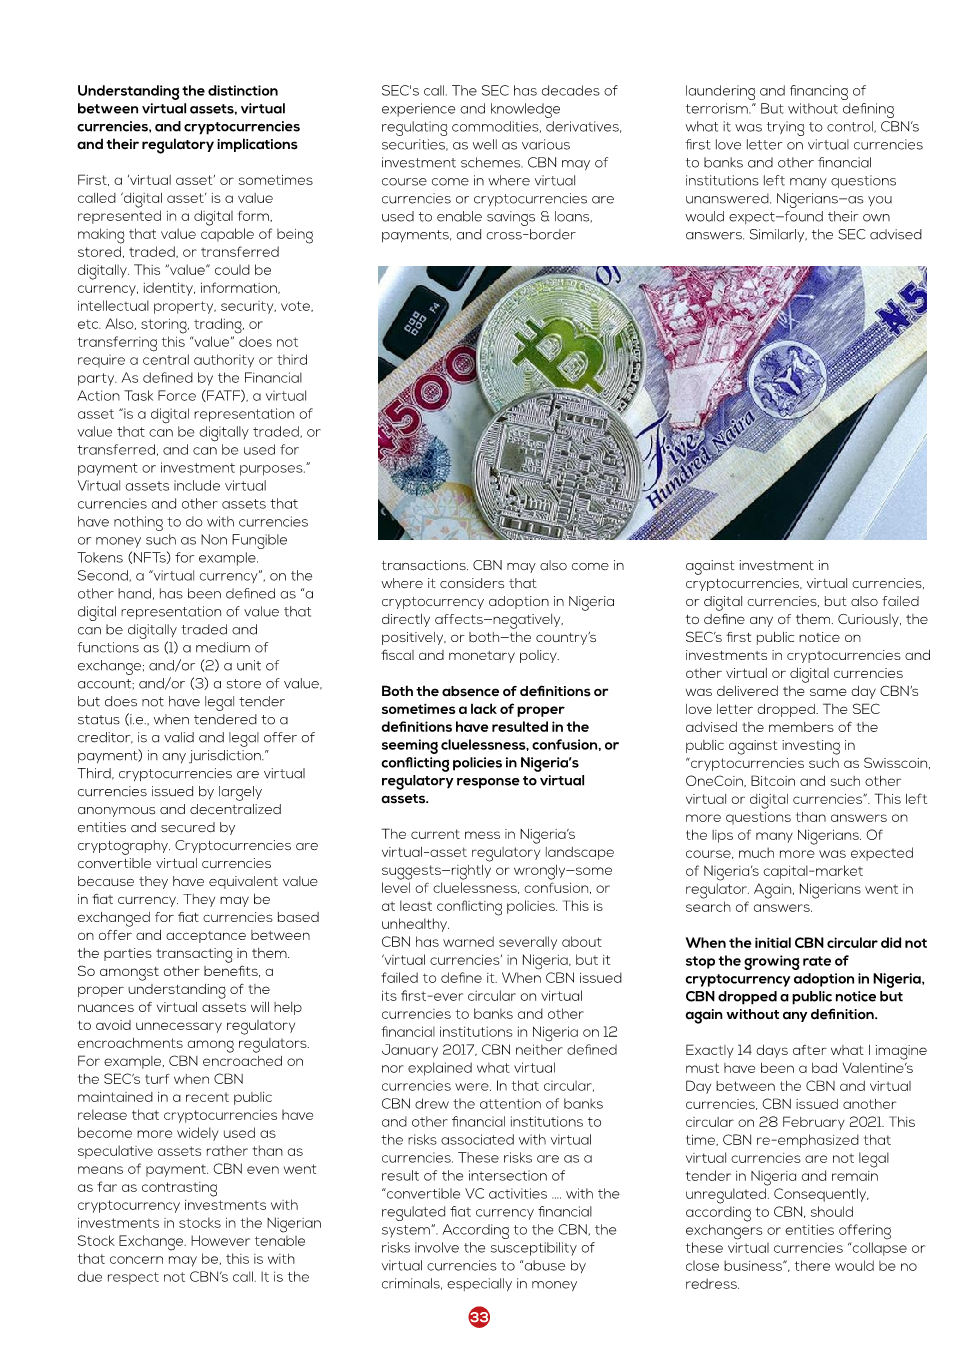 Understanding the distinction
between virtual assets, virtual
currencies, and cryptocurrencies
and their regulatory implications
First, a ‘virtual asset’ or sometimes
called ‘digital asset’ is a value
represented in a digital form,
making that value capable of being
stored, traded, or transferred
digitally. This “value” could be
currency, identity, information,
intellectual property, security, vote,
etc. Also, storing, trading, or
transferring this “value” does not
require a central authority or third
party. As defined by the Financial
Action Task Force (FATF), a virtual
asset “is a digital representation of
value that can be digitally traded, or
transferred, and can be used for
payment or investment purposes.”
Virtual assets include virtual
currencies and other assets that
have nothing to do with currencies
or money such as Non Fungible
Tokens (NFTs) for example.
Second, a “virtual currency”, on the
other hand, has been defined as “a
digital representation of value that
can be digitally traded and
functions as (1) a medium of
exchange; and/or (2) a unit of
account; and/or (3) a store of value,
but does not have legal tender
status (i.e., when tendered to a
creditor, is a valid and legal offer of
payment) in any jurisdiction.”
Third, cryptocurrencies are virtual
currencies issued by largely
anonymous and decentralized
entities and secured by
cryptography. Cryptocurrencies are
convertible virtual currencies
because they have equivalent value
in fiat currency. They may be
exchanged for fiat currencies based
on offer and acceptance between
the parties transacting in them.
So amongst other benefits, a
proper understanding of the
nuances of virtual assets will help
to avoid unnecessary regulatory
encroachments among regulators.
For example, CBN encroached on
the SEC’s turf when CBN
maintained in a recent public
release that cryptocurrencies have
become more widely used as
speculative assets rather than as
means of payment. CBN even went
as far as contrasting
cryptocurrency investments with
investments in stocks in the Nigerian
Stock Exchange. However tenable
that concern may be, this is with
due respect not CBN’s call. It is the
SEC's call. The SEC has decades of
experience and knowledge
regulating commodities, derivatives,
securities, as well as various
investment schemes. CBN may of
course come in where virtual
currencies or cryptocurrencies are
used to enable savings & loans,
payments, and cross-border
F4
₦500
₦5
Five
Hundred Naira
transactions. CBN may also come in
where it considers that
cryptocurrency adoption in Nigeria
directly affects—negatively,
positively, or both—the country’s
fiscal and monetary policy.
Both the absence of definitions or
sometimes a lack of proper
definitions have resulted in the
seeming cluelessness, confusion, or
conflicting policies in Nigeria’s
regulatory response to virtual
assets.
The current mess in Nigeria’s
virtual-asset regulatory landscape
suggests—rightly or wrongly—some
level of cluelessness, confusion, or
at least conflicting policies. This is
unhealthy.
CBN has warned severally about
‘virtual currencies’ in Nigeria, but it
failed to define it. When CBN issued
its first-ever circular on virtual
currencies to banks and other
financial institutions in Nigeria on 12
January 2017, CBN neither defined
nor explained what virtual
currencies were. In that circular,
CBN drew the attention of banks
and other financial institutions to
the risks associated with virtual
currencies. These risks are as a
result of the intersection of
“convertible VC activities .... with the
regulated fiat currency financial
system”. According to the CBN, the
risks involve the susceptibility of
virtual currencies to “abuse by
criminals, especially in money
laundering and financing of
terrorism.” But without defining
what it was trying to control, CBN’s
first love letter on virtual currencies
to banks and other financial
institutions left many questions
unanswered. Nigerians—as you
would expect—found their own
answers. Similarly, the SEC advised
against investment in
cryptocurrencies, virtual currencies,
or digital currencies, but also failed
to define any of them. Curiously, the
SEC’s first public notice on
investments in cryptocurrencies and
other virtual or digital currencies
was delivered the same day CBN’s
love letter dropped. The SEC
advised the members of the
public against investing in
“cryptocurrencies such as Swisscoin,
OneCoin, Bitcoin and such other
virtual or digital currencies”. This left
more questions than answers on
the lips of many Nigerians. Of
course, much more was expected
of Nigeria’s capital-market
regulator. Again, Nigerians went in
search of answers.
When the initial CBN circular did not
stop the growing rate of
cryptocurrency adoption in Nigeria,
CBN dropped a public notice but
again without any definition.
Exactly 14 days after what I imagine
must have been a bad Valentine’s
Day between the CBN and virtual
currencies, CBN issued another
circular on 28 February 2021. This
time, CBN re-emphasized that
virtual currencies are not legal
tender in Nigeria and remain
unregulated. Consequently,
according to CBN, should
exchangers or entities offering
these virtual currencies “collapse or
close business”, there would be no
redress.
33